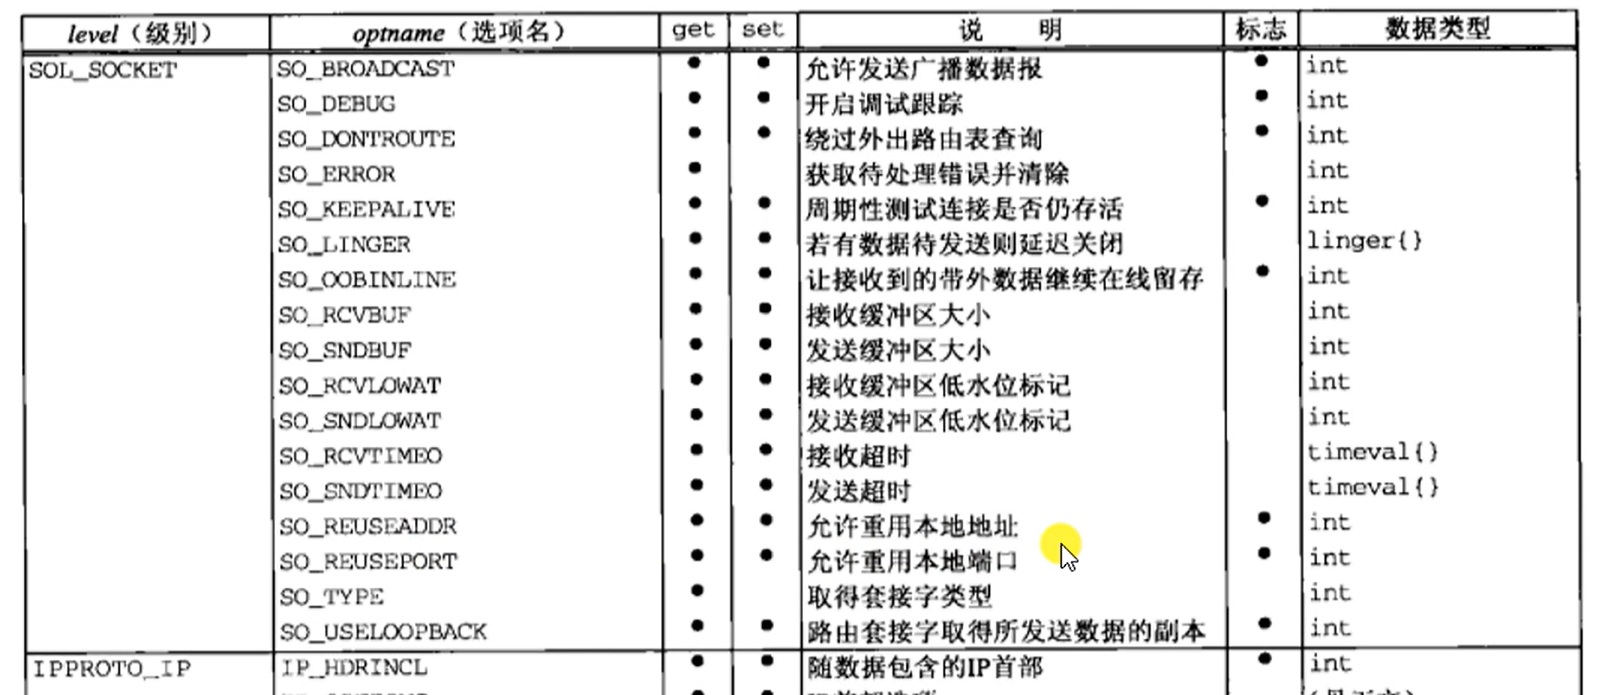 level（级别） optname（选项名） get set 说 明 标志 数据类型
SOL_SOCKET SO_BROADCAST • • 允许发送广播数据报 • int
SO_DEBUG • • 开启调试跟踪 • int
SO_DONTROUTE • • 绕过外出路由表查询 • int
SO_ERROR • 获取待处理错误并清除 int
SO_KEEPALIVE • • 周期性测试连接是否仍存活 • int
SO_LINGER • • 若有数据待发送则延迟关闭 linger{}
SO_OOBINLINE • • 让接收到的带外数据继续在线留存 • int
SO_RCVBUF • • 接收缓冲区大小 int
SO_SNDBUF • • 发送缓冲区大小 int
SO_RCVLOWAT • • 接收缓冲区低水位标记 int
SO_SNDLOWAT • • 发送缓冲区低水位标记 int
SO_RCVTIMEO • • 接收超时 timeval{}
SO_SNDTIMEO • • 发送超时 timeval{}
SO_REUSEADDR • • 允许重用本地地址 • int
SO_REUSEPORT • • 允许重用本地端口 • int
SO_TYPE • 取得套接字类型 int
SO_USELOOPBACK • • 路由套接字取得所发送数据的副本 • int
IPPROTO_IP IP_HDRINCL • • 随数据包含的IP首部 • int